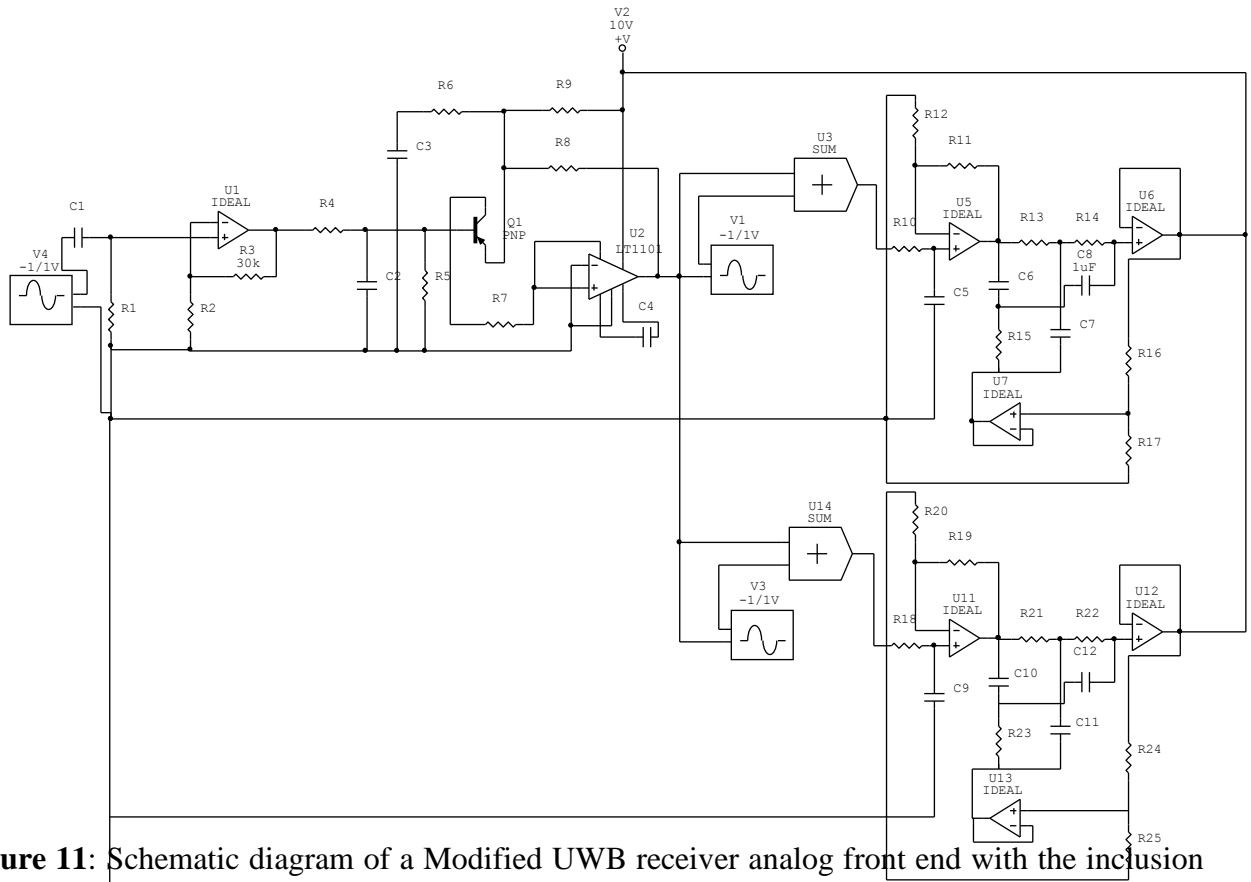 V2
10V
+V
R6
R9
R12
C3
R8
U3
SUM
R11
U1
IDEAL
C1
R4
U5
IDEAL
U6
IDEAL
Q1
PNP
U2
LT1101
V1
-1/1V
R10
R13
R14
V4
-1/1V
R3
30k
C8
1uF
C2
R5
C6
C5
R1
R2
R7
C4
C7
R15
R16
U7
IDEAL
R17
U14
SUM
R20
R19
V3
-1/1V
U11
IDEAL
U12
IDEAL
R18
R21
R22
C12
C10
C9
C11
R23
R24
U13
IDEAL
R25
ure 11: Schematic diagram of a Modified UWB receiver analog front end with the inclusion